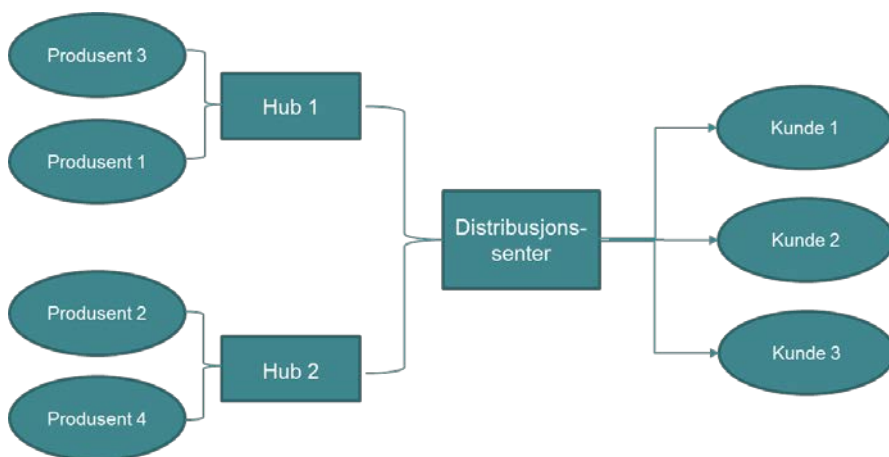 Produsent 3
Hub 1
Produsent 1
Produsent 2
Hub 2
Produsent 4
Distribusjons-
senter
Kunde 1
Kunde 2
Kunde 3